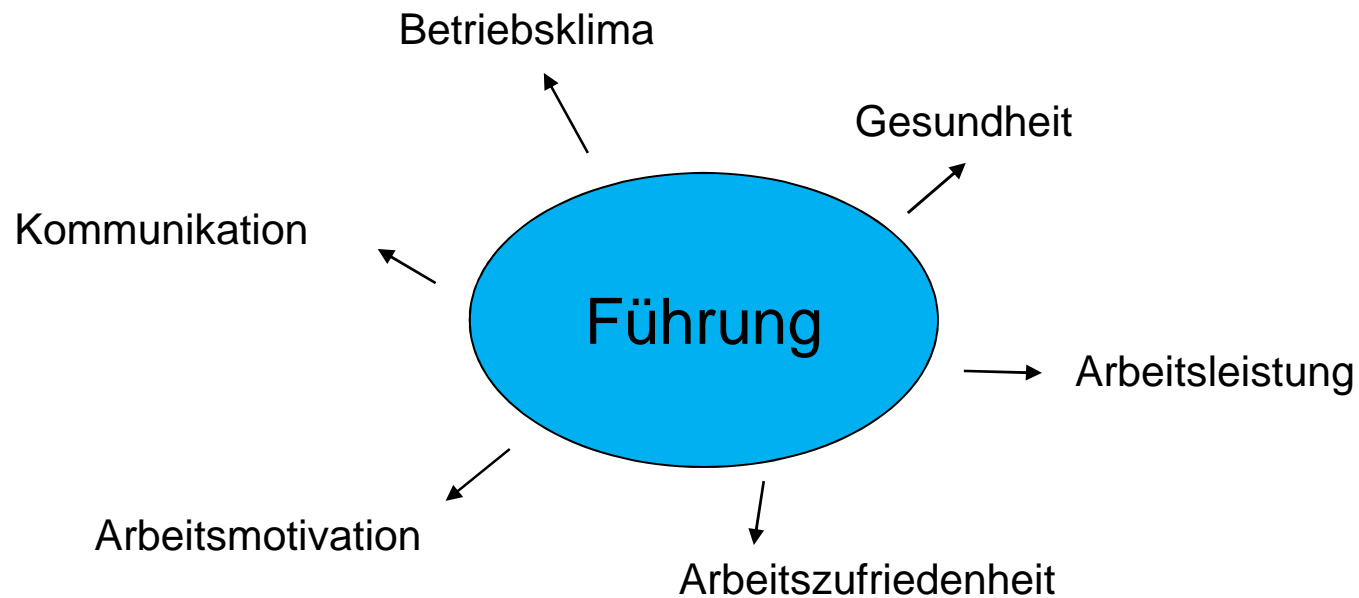 Betriebsklima
Gesundheit
Kommunikation
Führung
Arbeitsleistung
Arbeitsmotivation
Arbeitszufriedenheit